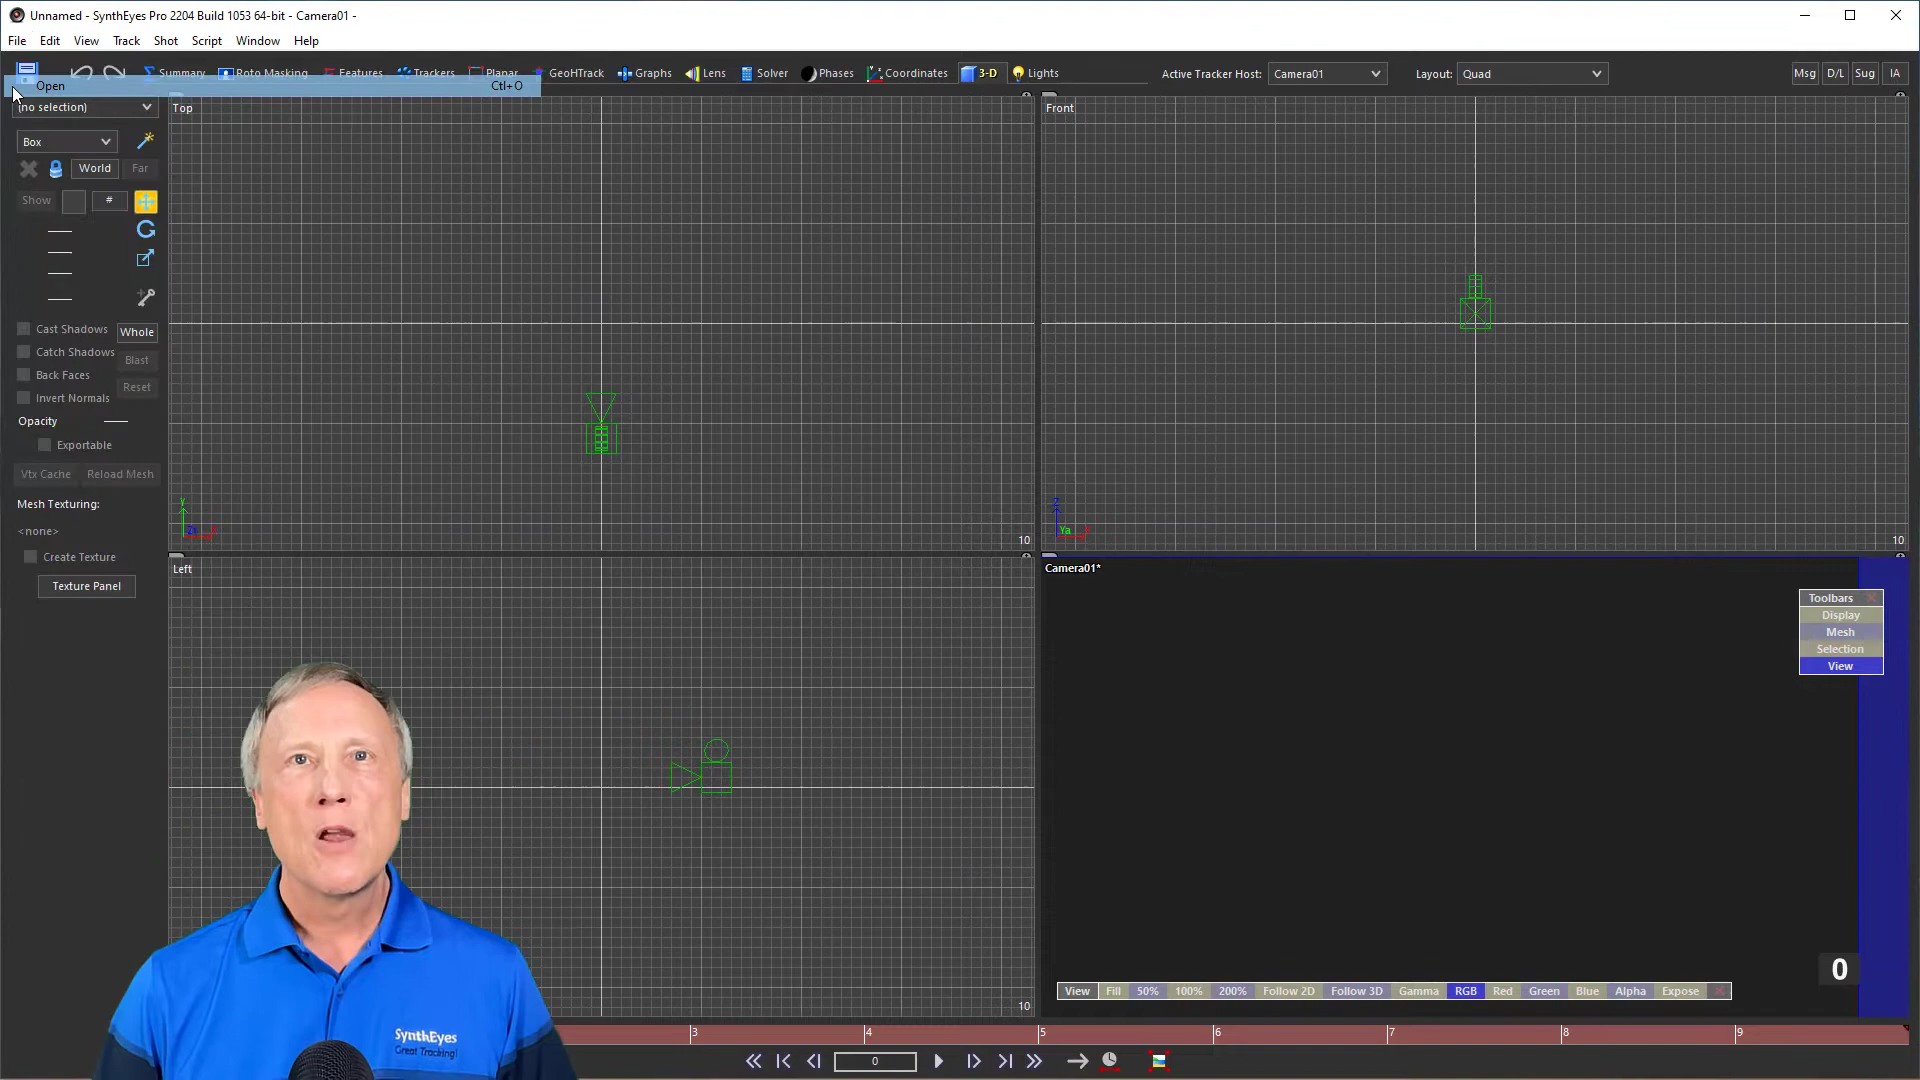 Unnamed - SynthEyes Pro 2204 Build 1053 64-bit - Camera01 -
File Edit View Track Shot Script Window Help
Summary Roto Masking Features Trackers Planar GeoHTrack Graphs Lens Solver Phases Coordinates 3-D Lights Active Tracker Host: Camera01 Layout: Quad Msg D/L Sug IA
Open Ctl+O
(no selection)
Top
Front
Box
World Far
Show #
Cast Shadows Whole
Catch Shadows
Blast
Back Faces
Reset
Invert Normals
Opacity
Exportable
Vtx Cache Reload Mesh
Mesh Texturing:
<none>
Create Texture
Texture Panel
Y
X
10
Z
Ya
10
Left
Camera01*
Toolbars
Display
Mesh
Selection
View
0
View Fill 50% 100% 200% Follow 2D Follow 3D Gamma RGB Red Green Blue Alpha Expose
10
SynthEyes
Great Tracking!
3 4 5 6 7 8 9
0